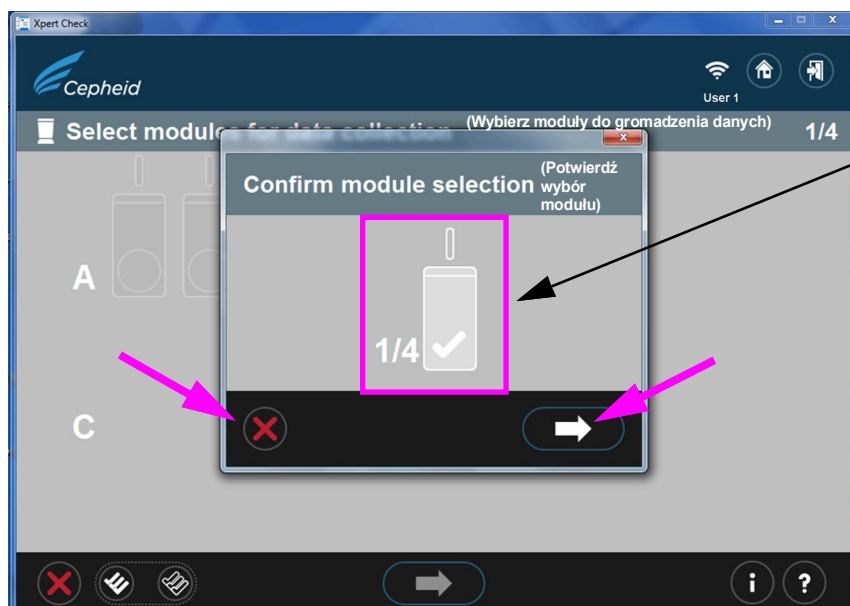 Xpert Check
Cepheid
User 1
Select modules for data collection (Wybierz moduły do gromadzenia danych) 1/4
Confirm module selection (Potwierdź
wybór
modułu)
A
1/4
C
i ?